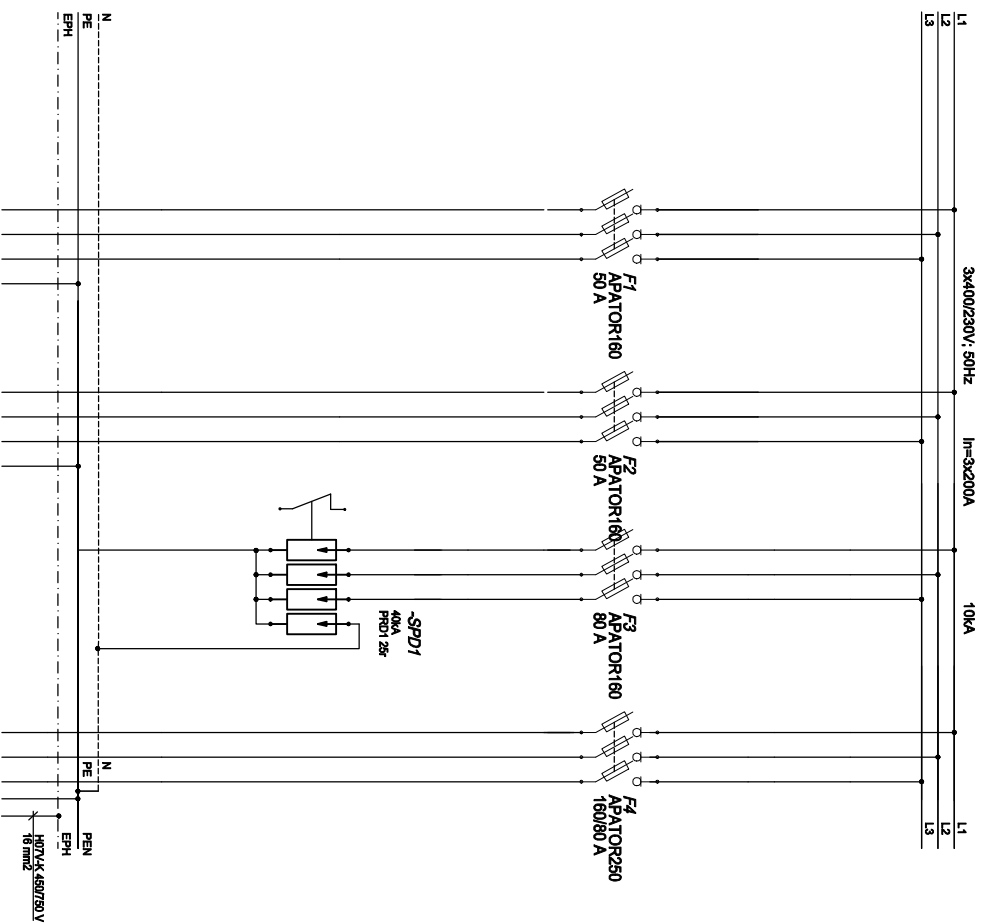 L1
L2
L3
3x400/230V; 50Hz
In=3x200A
10kA
L1
L2
L3
F1
APATOR160
50 A
F2
APATOR160
50 A
F3
APATOR160
80 A
F4
APATOR250
160/80 A
-SPD1
40kA
PRD1 25r
N
PE
EPH
N
PE
PEN
EPH
H07V-K 450/750 V
16 mm2